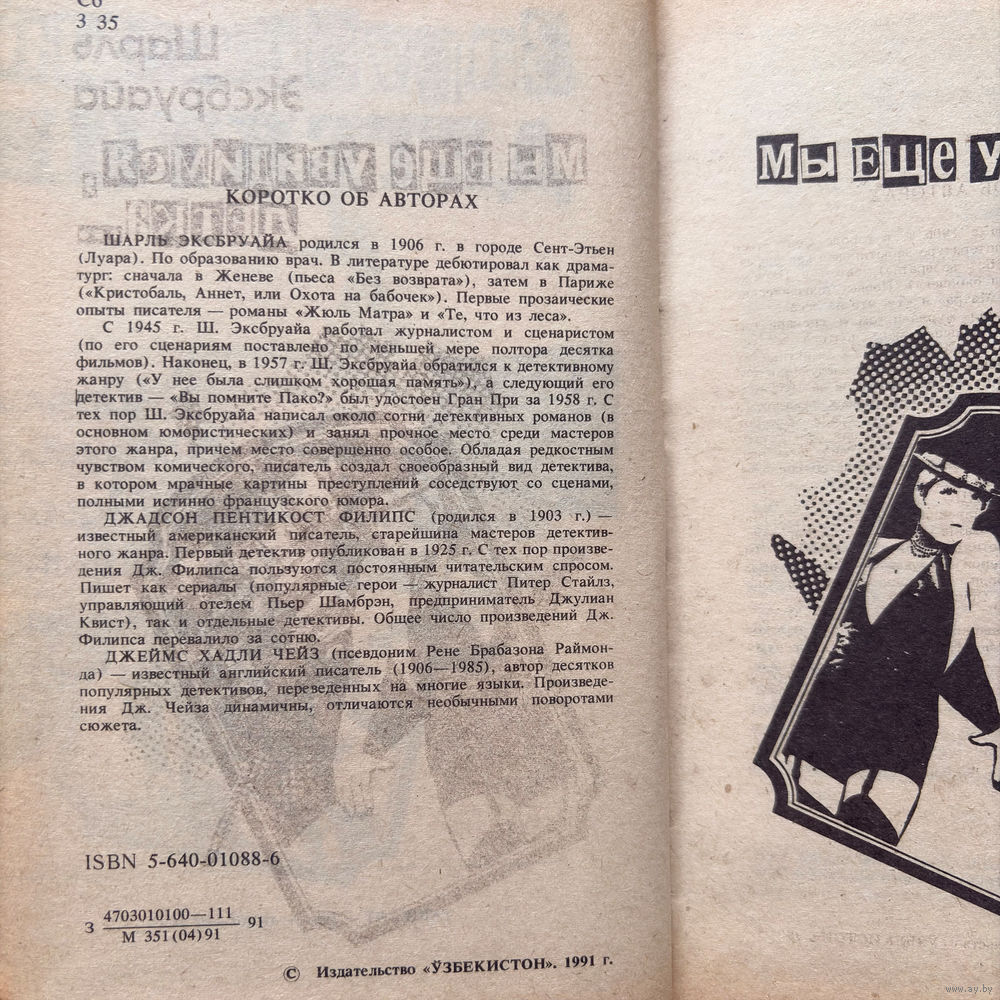 Сб
З 35
КОРОТКО ОБ АВТОРАХ
ШАРЛЬ ЭКСБРУАЙА родился в 1906 г. в городе Сент-Этьен
(Луара). По образованию врач. В литературе дебютировал как драма-
тург: сначала в Женеве (пьеса «Без возврата»), затем в Париже
(«Кристобаль, Аннет, или Охота на бабочек»). Первые прозаические
опыты писателя — романы «Жюль Матра» и «Те, что из леса».
С 1945 г. Ш. Эксбруайа работал журналистом и сценаристом
(по его сценариям поставлено по меньшей мере полтора десятка
фильмов). Наконец, в 1957 г. Ш. Эксбруайа обратился к детективному
жанру («У нее была слишком хорошая память»), а следующий его
детектив — «Вы помните Пако?» был удостоен Гран При за 1958 г. С
тех пор Ш. Эксбруайа написал около сотни детективных романов (в
основном юмористических) и занял прочное место среди мастеров
этого жанра, причем место совершенно особое. Обладая редкостным
чувством комического, писатель создал своеобразный вид детектива,
в котором мрачные картины преступлений соседствуют со сценами,
полными истинно французского юмора.
ДЖАДСОН ПЕНТИКОСТ ФИЛИПС (родился в 1903 г.) —
известный американский писатель, старейшина мастеров детектив-
ного жанра. Первый детектив опубликован в 1925 г. С тех пор произве-
дения Дж. Филипса пользуются постоянным читательским спросом.
Пишет как сериалы (популярные герои — журналист Питер Стайлз,
управляющий отелем Пьер Шамбрэн, предприниматель Джулиан
Квист), так и отдельные детективы. Общее число произведений Дж.
Филипса перевалило за сотню.
ДЖЕЙМС ХАДЛИ ЧЕЙЗ (псевдоним Рене Брабазона Раймон-
да) — известный английский писатель (1906—1985), автор десятков
популярных детективов, переведенных на многие языки. Произведе-
ния Дж. Чейза динамичны, отличаются необычными поворотами
сюжета.
ISBN 5-640-01088-6
З 4703010100—111 91
М 351(04)91
© Издательство «ЎЗБЕКИСТОН». 1991 г.
МЫ ЕЩЕ У
www.ay.by